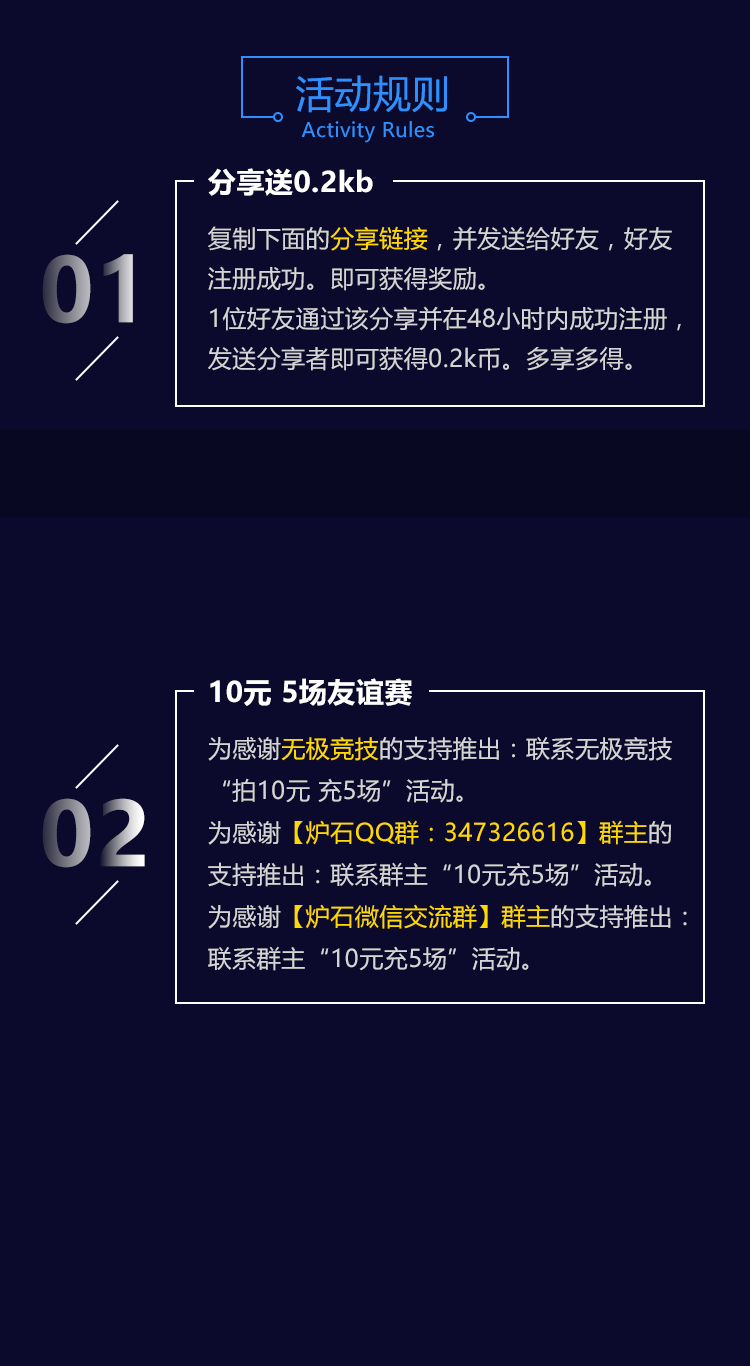 活动规则
Activity Rules
分享送0.2kb
01
复制下面的分享链接，并发送给好友，好友
注册成功。即可获得奖励。
1位好友通过该分享并在48小时内成功注册，
发送分享者即可获得0.2k币。多享多得。
10元 5场友谊赛
02
为感谢无极竞技的支持推出：联系无极竞技
“拍10元 充5场”活动。
为感谢【炉石QQ群：347326616】群主的
支持推出：联系群主“10元充5场”活动。
为感谢【炉石微信交流群】群主的支持推出：
联系群主“10元充5场”活动。